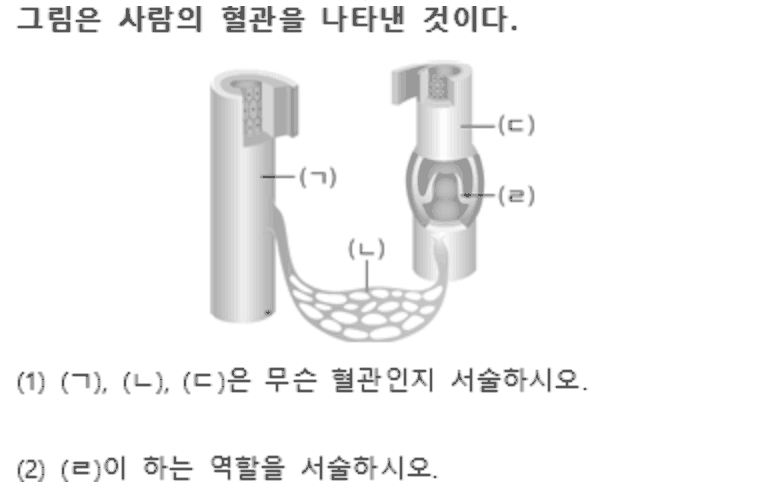 그림은 사람의 혈관을 나타낸 것이다.
(ㄷ)
(ㄱ)
(ㄹ)
(ㄴ)
(1) (ㄱ), (ㄴ), (ㄷ)은 무슨 혈관인지 서술하시오.
(2) (ㄹ)이 하는 역할을 서술하시오.